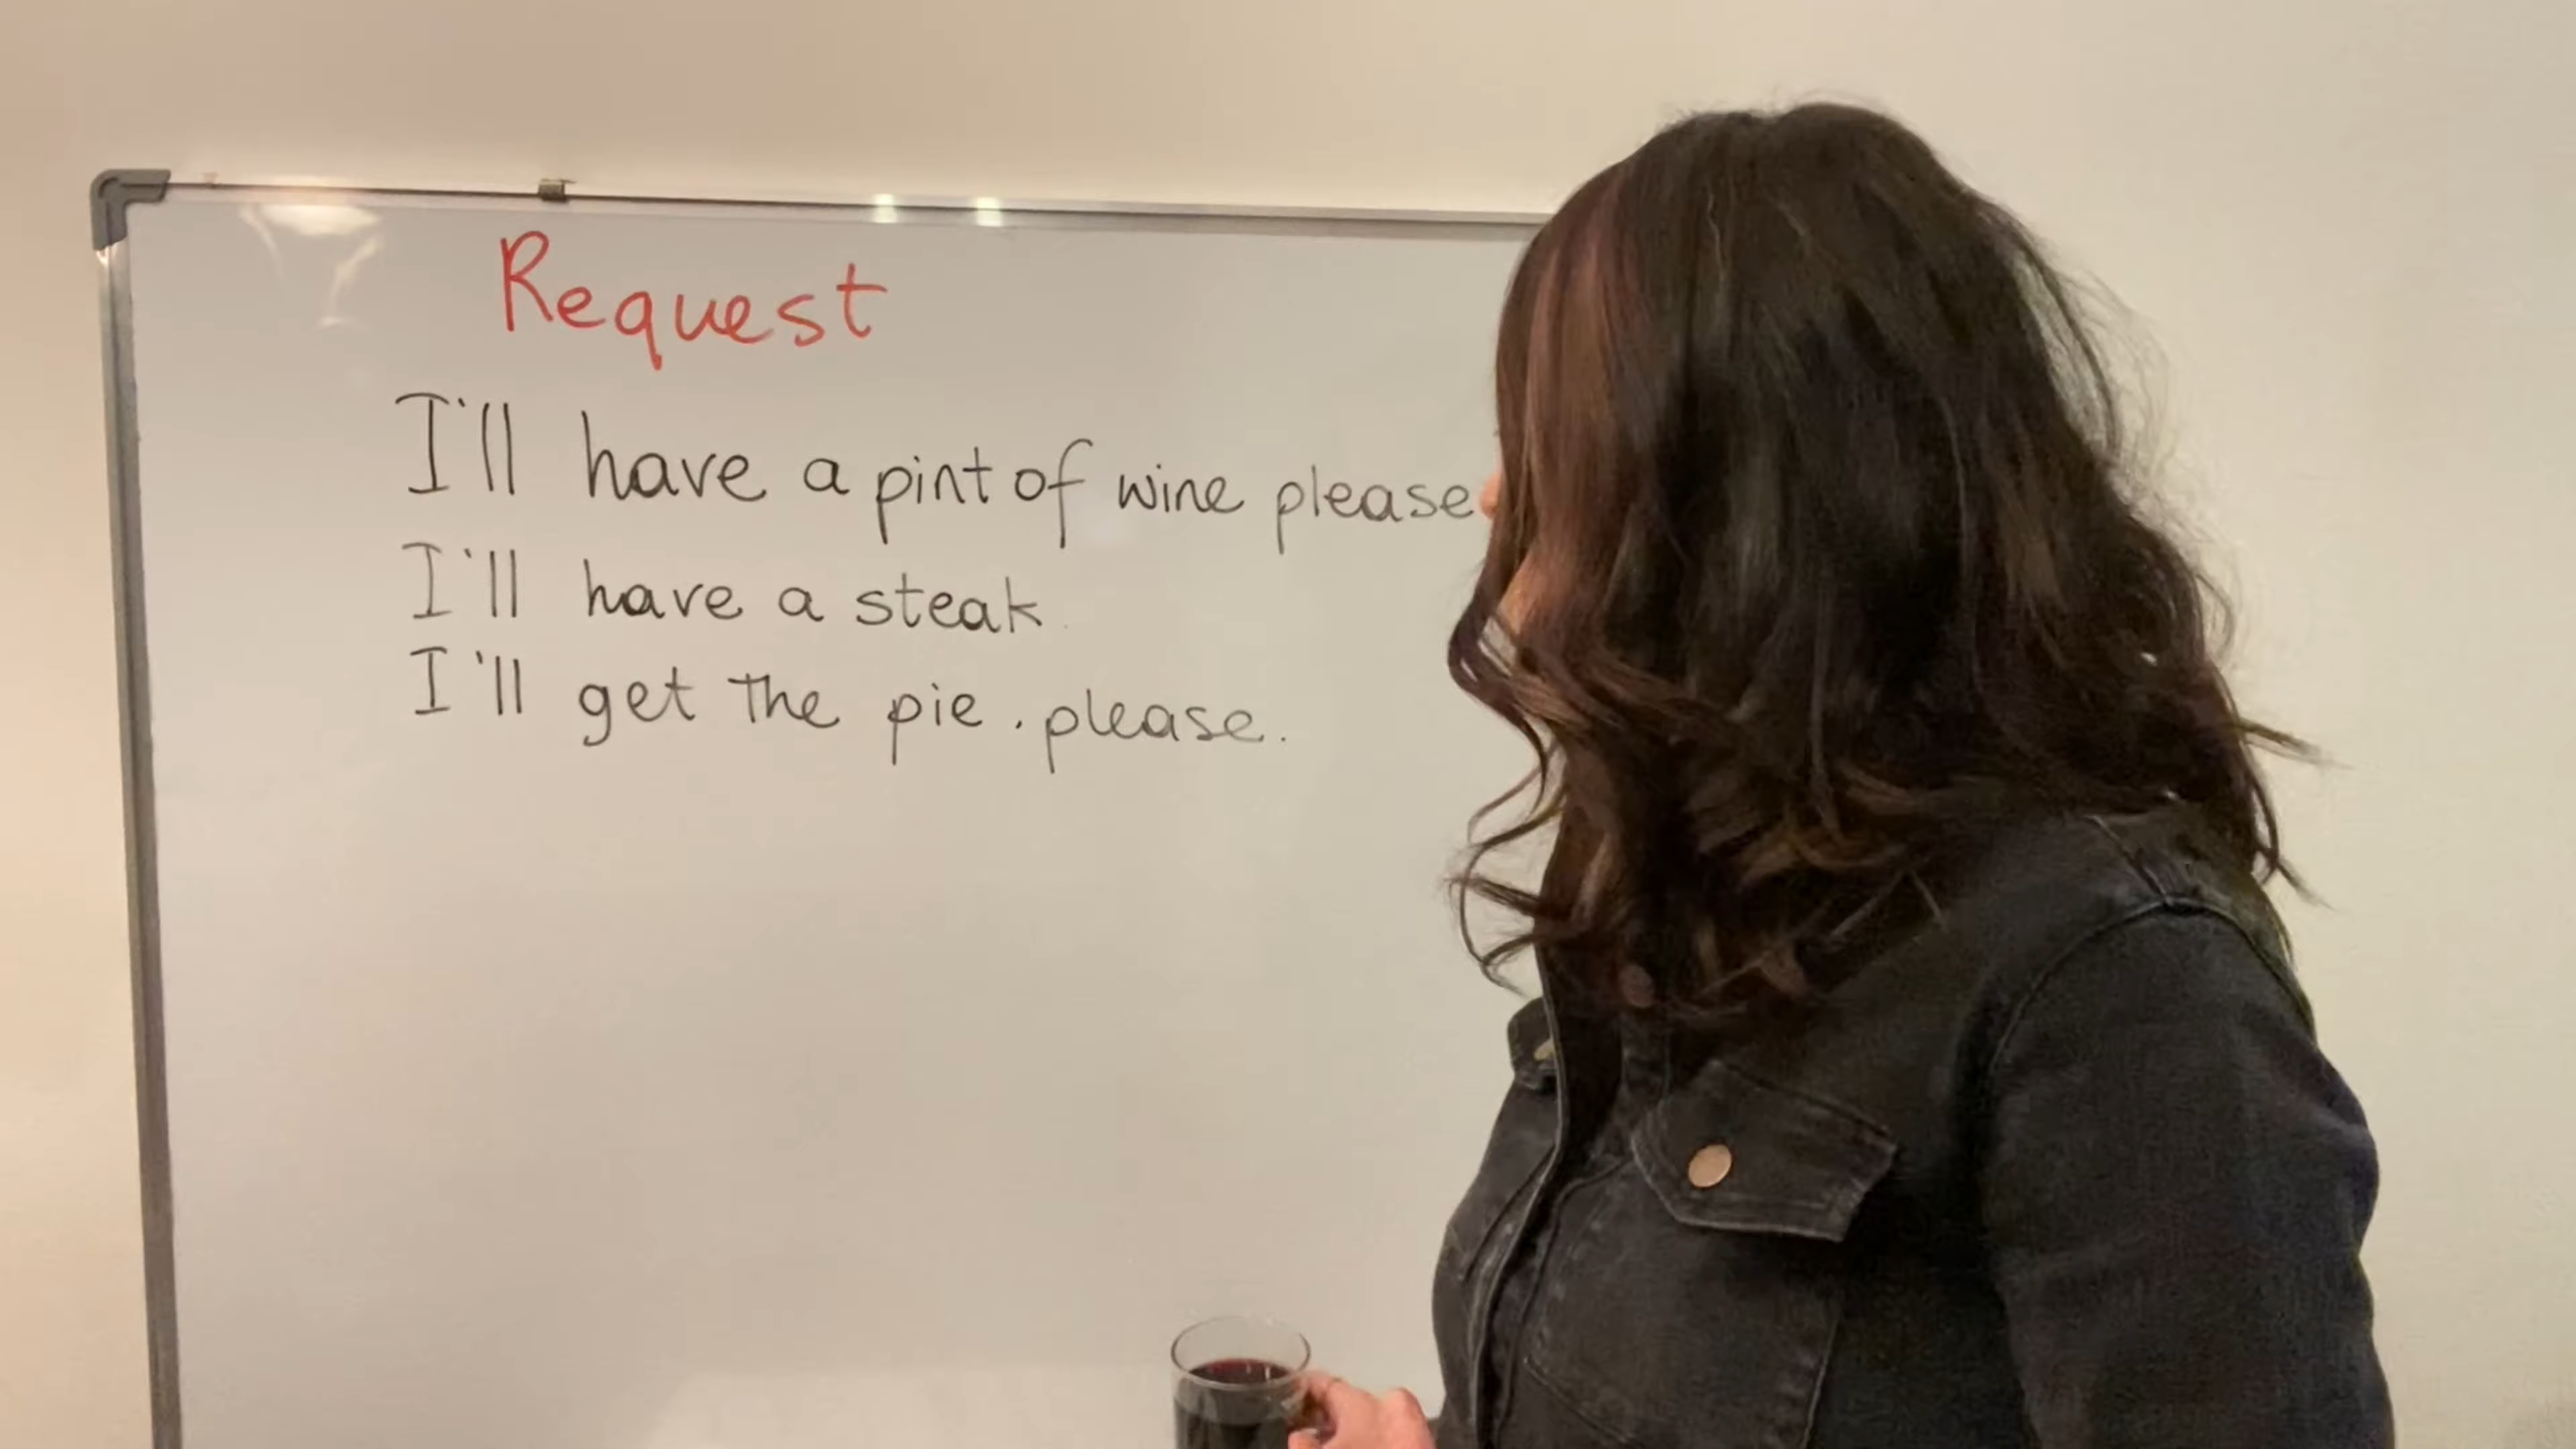 Request
I'll have a pint of wine please
I'll have a steak
I'll get the pie. please.